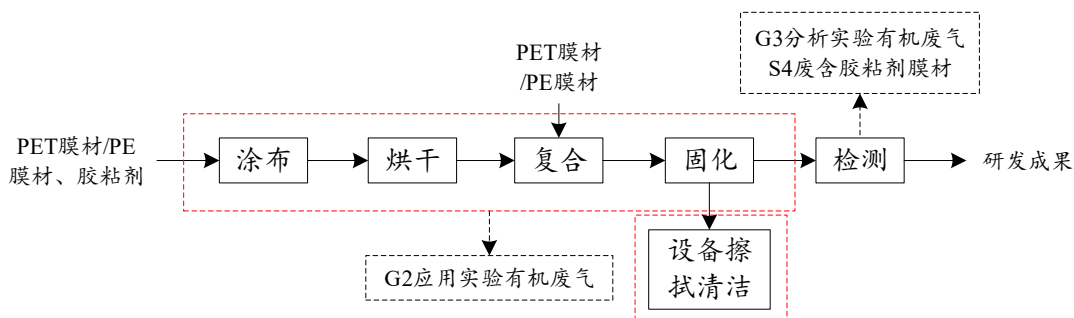 G3分析实验有机废气
S4废含胶粘剂膜材
PET膜材
/PE膜材
PET膜材/PE
膜材、胶粘剂
涂布
烘干
复合
固化
检测
研发成果
G2应用实验有机废气
设备擦
拭清洁